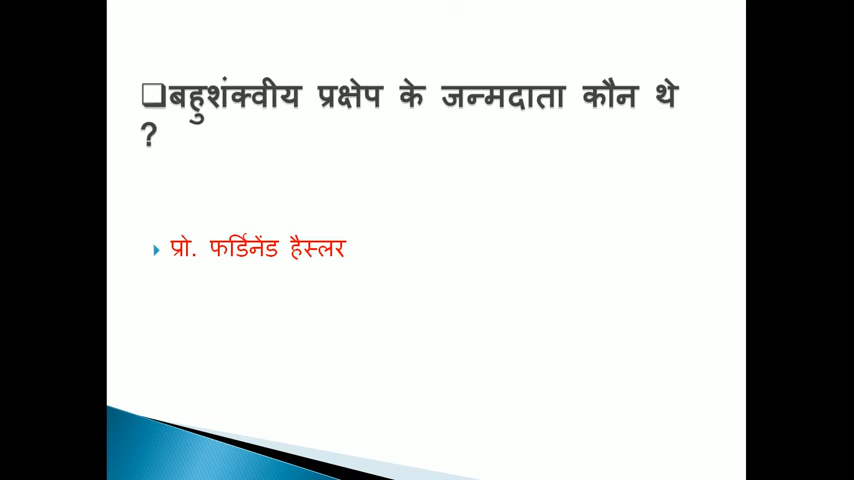 बहुशंक्वीय प्रक्षेप के जन्मदाता कौन थे
?
प्रो. फर्डिनेंड हैस्लर